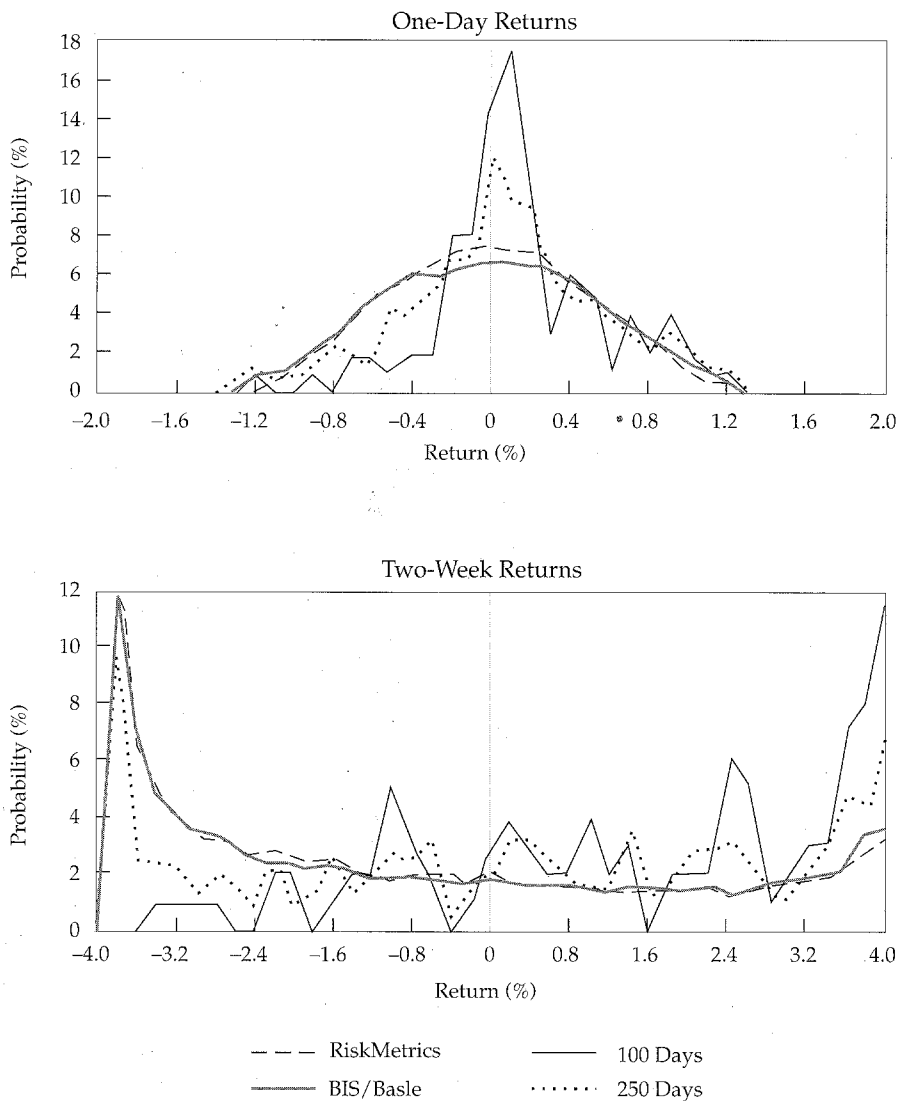 One-Day Returns
18
16
14
12
10
8
6
4
2
0
Probability (%)
–2.0 –1.6 –1.2 –0.8 –0.4 0 0.4 0.8 1.2 1.6 2.0
Return (%)
Two-Week Returns
12
10
8
6
4
2
0
Probability (%)
–4.0 –3.2 –2.4 –1.6 –0.8 0 0.8 1.6 2.4 3.2 4.0
Return (%)
RiskMetrics 100 Days
BIS/Basle 250 Days